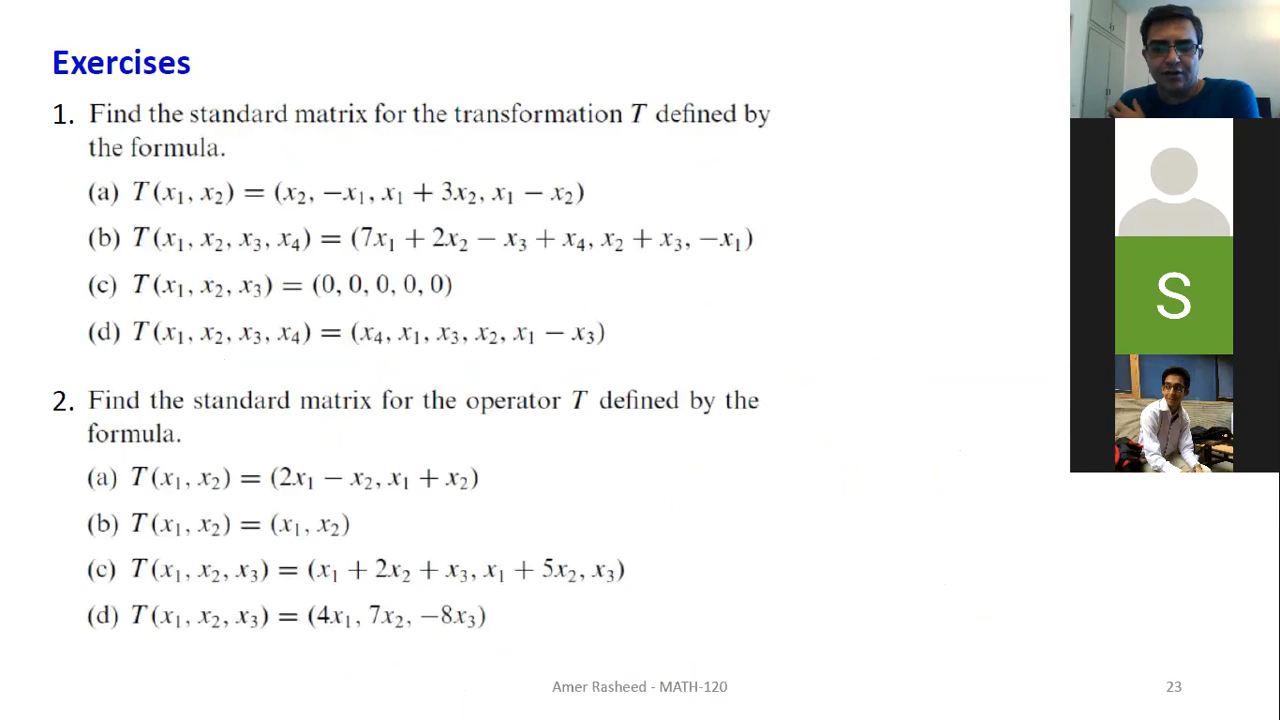 Exercises
1. Find the standard matrix for the transformation T defined by
the formula.
(a) T(x₁, x₂) = (x₂, −x₁, x₁ + 3x₂, x₁ − x₂)
(b) T(x₁, x₂, x₃, x₄) = (7x₁ + 2x₂ − x₃ + x₄, x₂ + x₃, −x₁)
(c) T(x₁, x₂, x₃) = (0, 0, 0, 0, 0)
(d) T(x₁, x₂, x₃, x₄) = (x₄, x₁, x₃, x₂, x₁ − x₃)
2. Find the standard matrix for the operator T defined by the
formula.
(a) T(x₁, x₂) = (2x₁ − x₂, x₁ + x₂)
(b) T(x₁, x₂) = (x₁, x₂)
(c) T(x₁, x₂, x₃) = (x₁ + 2x₂ + x₃, x₁ + 5x₂, x₃)
(d) T(x₁, x₂, x₃) = (4x₁, 7x₂, −8x₃)
S
Amer Rasheed - MATH-120
23